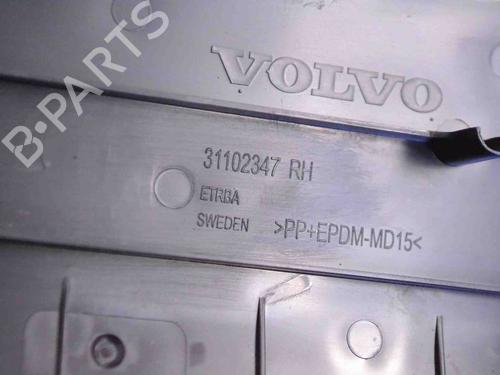 B-PARTS
VOLVO
31102347 RH
ETRBA
SWEDEN >PP+EPDM-MD15<